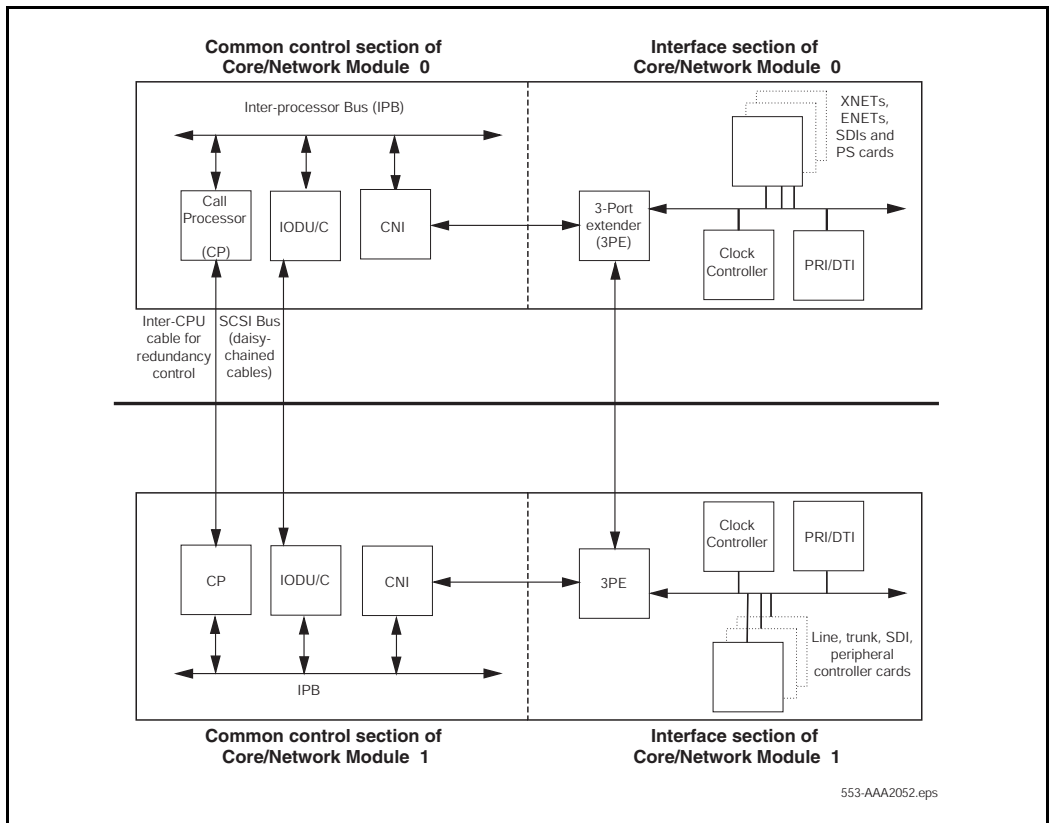 Common control section of
Core/Network Module 0
Interface section of
Core/Network Module 0
Inter-processor Bus (IPB)
XNETs,
ENETs,
SDIs and
PS cards
Call
Processor
(CP)
IODU/C
CNI
3-Port
extender
(3PE)
Clock
Controller
PRI/DTI
Inter-CPU
cable for
redundancy
control
SCSI Bus
(daisy-
chained
cables)
CP
IODU/C
CNI
3PE
Clock
Controller
PRI/DTI
Line, trunk, SDI,
peripheral
controller cards
IPB
Common control section of
Core/Network Module 1
Interface section of
Core/Network Module 1
553-AAA2052.eps